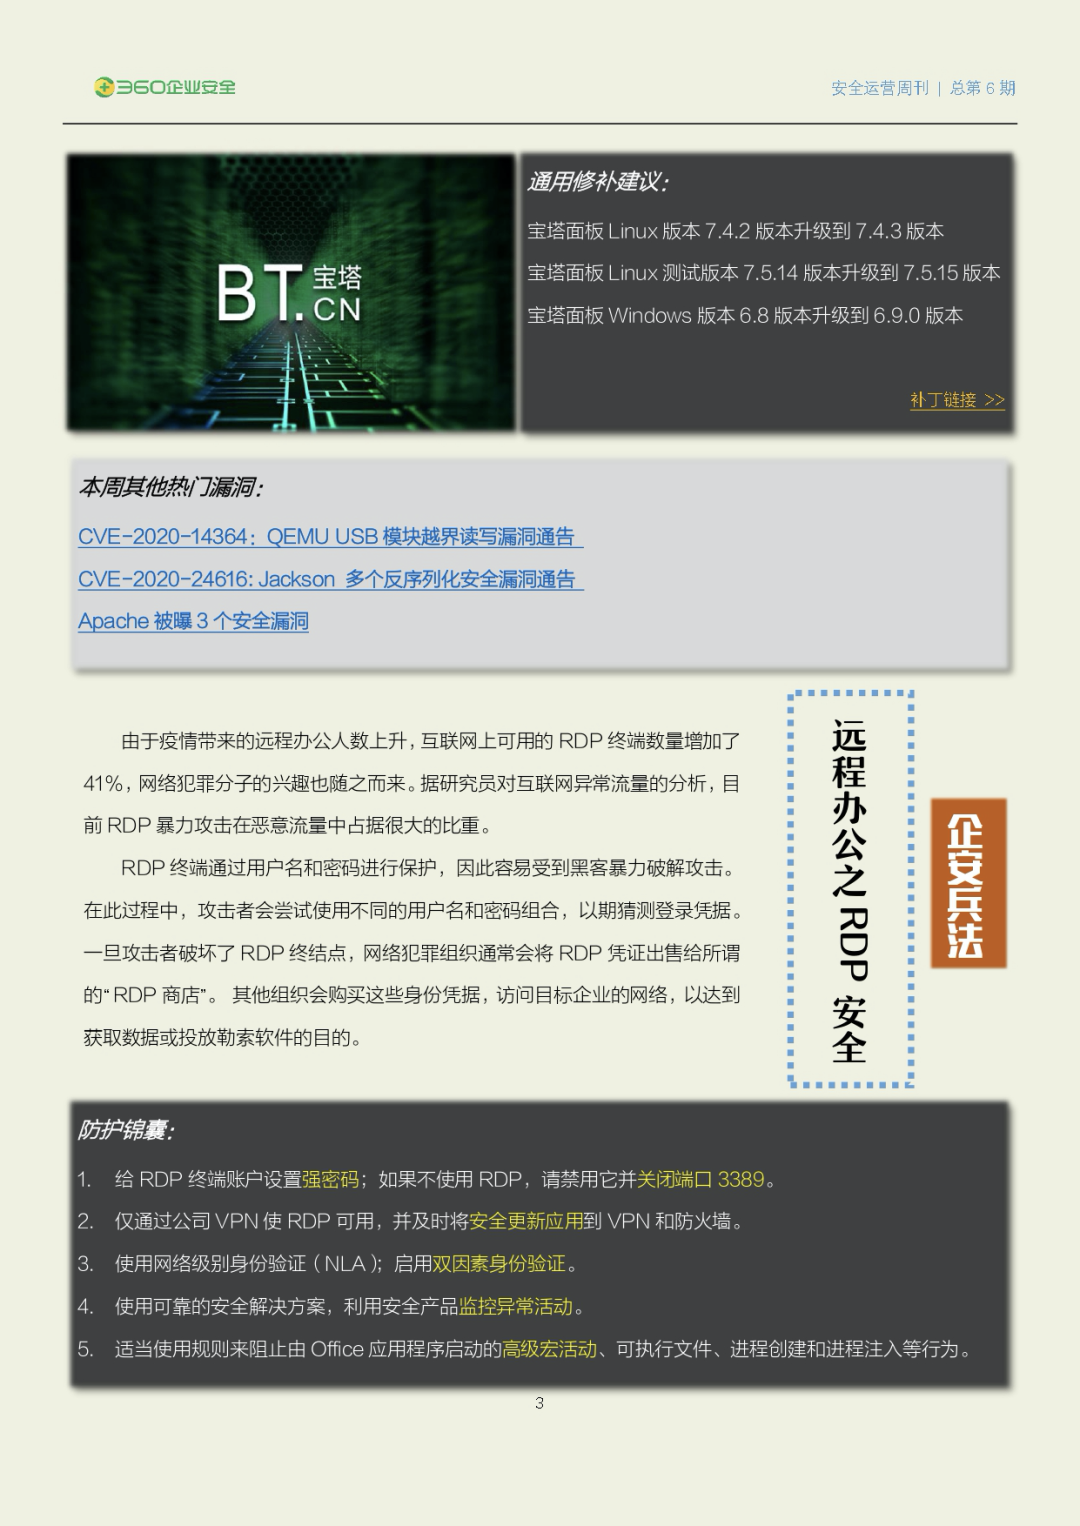 360企业安全
安全运营周刊 | 总第 6 期
BT.宝塔
CN
通用修补建议：
宝塔面板 Linux 版本 7.4.2 版本升级到 7.4.3 版本
宝塔面板 Linux 测试版本 7.5.14 版本升级到 7.5.15 版本
宝塔面板 Windows 版本 6.8 版本升级到 6.9.0 版本
补丁链接 >>
本周其他热门漏洞：
CVE-2020-14364：QEMU USB 模块越界读写漏洞通告
CVE-2020-24616: Jackson 多个反序列化安全漏洞通告
Apache 被曝 3 个安全漏洞
由于疫情带来的远程办公人数上升，互联网上可用的 RDP 终端数量增加了
41%，网络犯罪分子的兴趣也随之而来。据研究员对互联网异常流量的分析，目
前 RDP 暴力攻击在恶意流量中占据很大的比重。
RDP 终端通过用户名和密码进行保护，因此容易受到黑客暴力破解攻击。
在此过程中，攻击者会尝试使用不同的用户名和密码组合，以期猜测登录凭据。
一旦攻击者破坏了 RDP 终结点，网络犯罪组织通常会将 RDP 凭证出售给所谓
的“RDP 商店”。 其他组织会购买这些身份凭据，访问目标企业的网络，以达到
获取数据或投放勒索软件的目的。
远程办公之 RDP 安全
企安兵法
防护锦囊：
1. 给 RDP 终端账户设置强密码；如果不使用 RDP，请禁用它并关闭端口 3389。
2. 仅通过公司 VPN 使 RDP 可用，并及时将安全更新应用到 VPN 和防火墙。
3. 使用网络级别身份验证（NLA）；启用双因素身份验证。
4. 使用可靠的安全解决方案，利用安全产品监控异常活动。
5. 适当使用规则来阻止由 Office 应用程序启动的高级宏活动、可执行文件、进程创建和进程注入等行为。
3